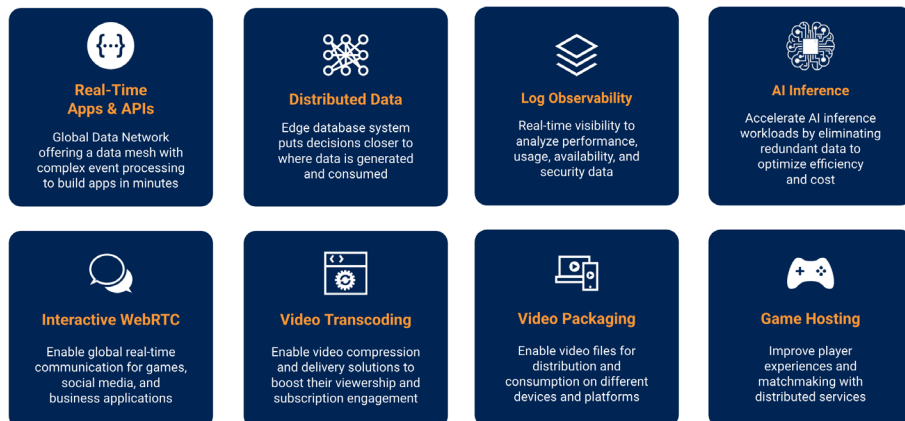 {...}
Real-Time
Apps & APIs
Global Data Network
offering a data mesh with
complex event processing
to build apps in minutes
Distributed Data
Edge database system
puts decisions closer to
where data is generated
and consumed
Log Observability
Real-time visibility to
analyze performance,
usage, availability, and
security data
AI Inference
Accelerate AI inference
workloads by eliminating
redundant data to
optimize efficiency
and cost
Interactive WebRTC
Enable global real-time
communication for games,
social media, and
business applications
Video Transcoding
Enable video compression
and delivery solutions to
boost their viewership and
subscription engagement
Video Packaging
Enable video files for
distribution and
consumption on different
devices and platforms
Game Hosting
Improve player
experiences and
matchmaking with
distributed services